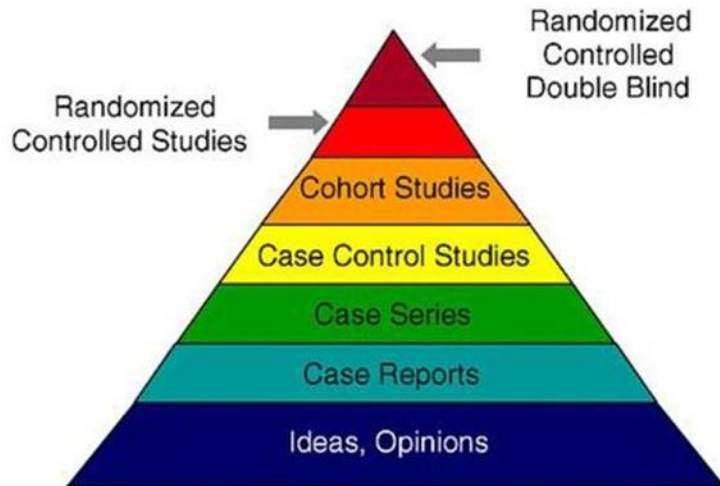 Randomized
Controlled
Double Blind
Randomized
Controlled Studies
Cohort Studies
Case Control Studies
Case Series
Case Reports
Ideas, Opinions